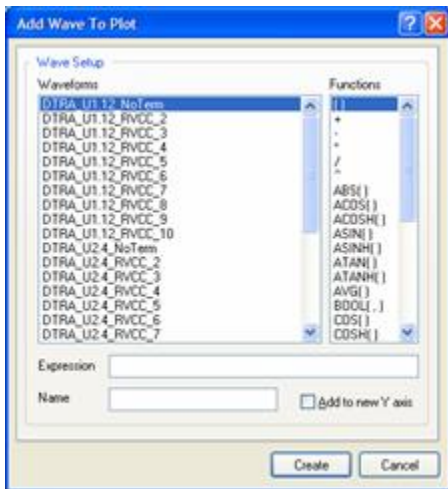 Add Wave To Plot
Wave Setup
Waveforms
DTRA_U1.12_NoTerm
DTRA_U1.12_RVCC_2
DTRA_U1.12_RVCC_3
DTRA_U1.12_RVCC_4
DTRA_U1.12_RVCC_5
DTRA_U1.12_RVCC_6
DTRA_U1.12_RVCC_7
DTRA_U1.12_RVCC_8
DTRA_U1.12_RVCC_9
DTRA_U1.12_RVCC_10
DTRA_U2.4_NoTerm
DTRA_U2.4_RVCC_2
DTRA_U2.4_RVCC_3
DTRA_U2.4_RVCC_4
DTRA_U2.4_RVCC_5
DTRA_U2.4_RVCC_6
DTRA_U2.4_RVCC_7
Functions
( )
+
-
*
/
^
ABS( )
ACOS( )
ACOSH( )
ASIN( )
ASINH( )
ATAN( )
ATANH( )
AVG( )
BOOL( , )
COS( )
COSH( )
Expression
Name
Add to new Y axis
Create
Cancel